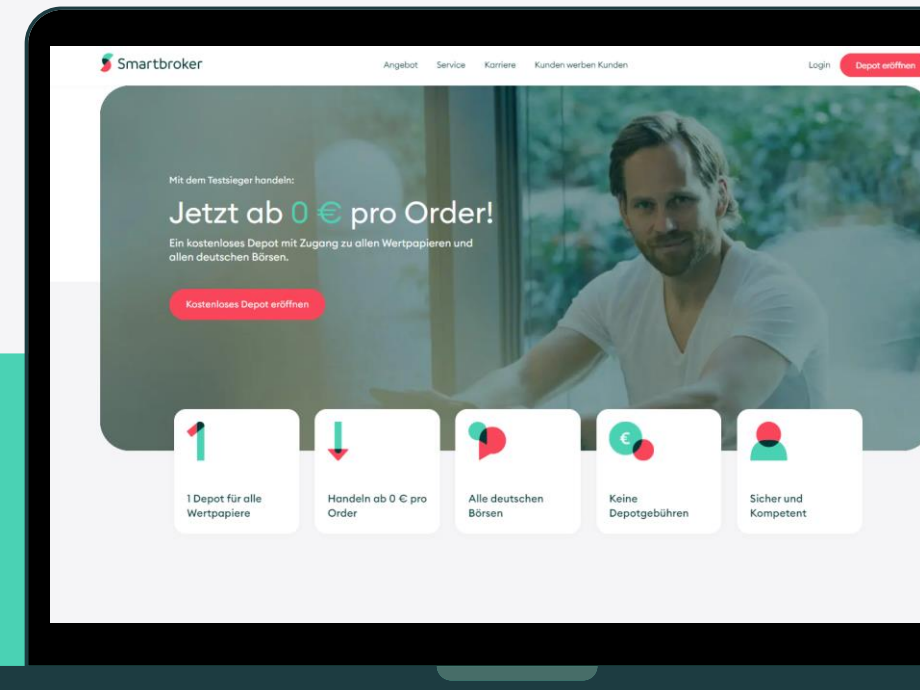 Smartbroker
Angebot Service Karriere Kunden werben Kunden
Login Depot eröffnen
Mit dem Testsieger handeln:
Jetzt ab 0 € pro Order!
Ein kostenloses Depot mit Zugang zu allen Wertpapieren und
allen deutschen Börsen.
Kostenloses Depot eröffnen
1 Depot für alle
Wertpapiere
Handeln ab 0 € pro
Order
Alle deutschen
Börsen
€
Keine
Depotgebühren
Sicher und
Kompetent